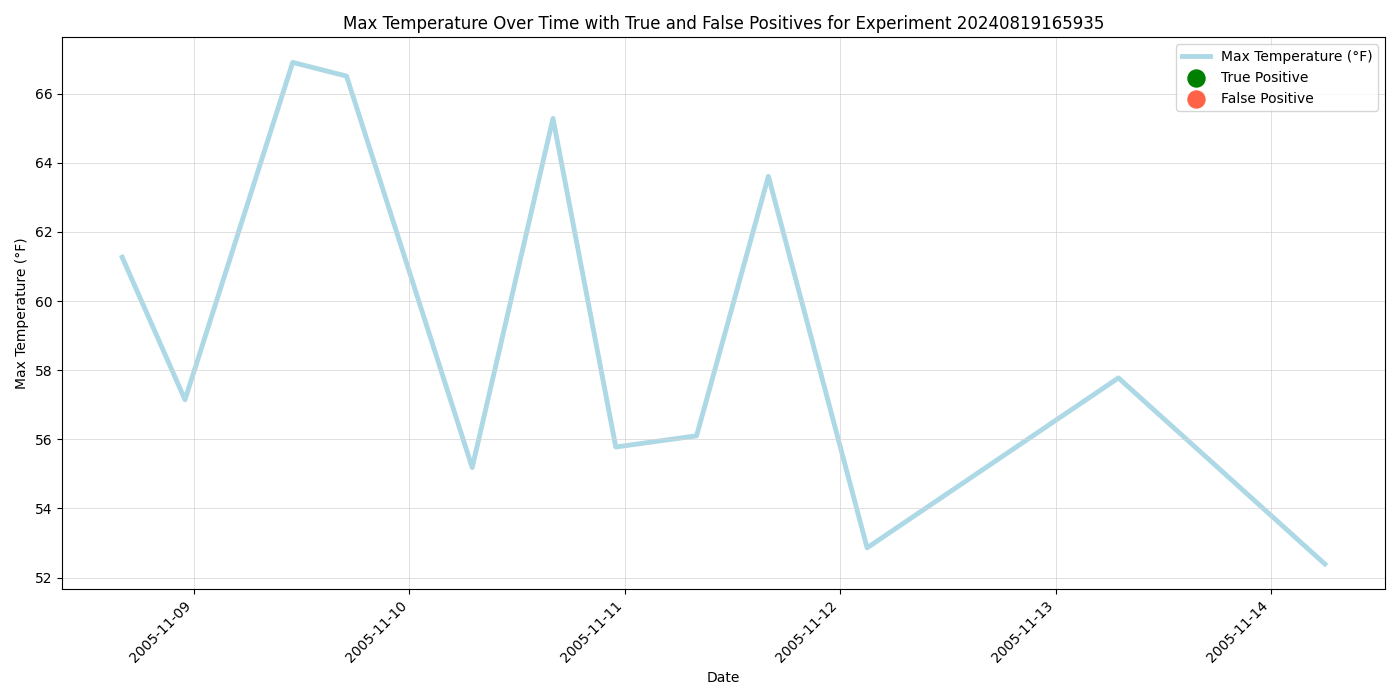 Max Temperature Over Time with True and False Positives for Experiment 20240819165935
Max Temperature (°F)
True Positive
False Positive
Max Temperature (°F)
66
64
62
60
58
56
54
52
2005-11-09
2005-11-10
2005-11-11
2005-11-12
2005-11-13
2005-11-14
Date